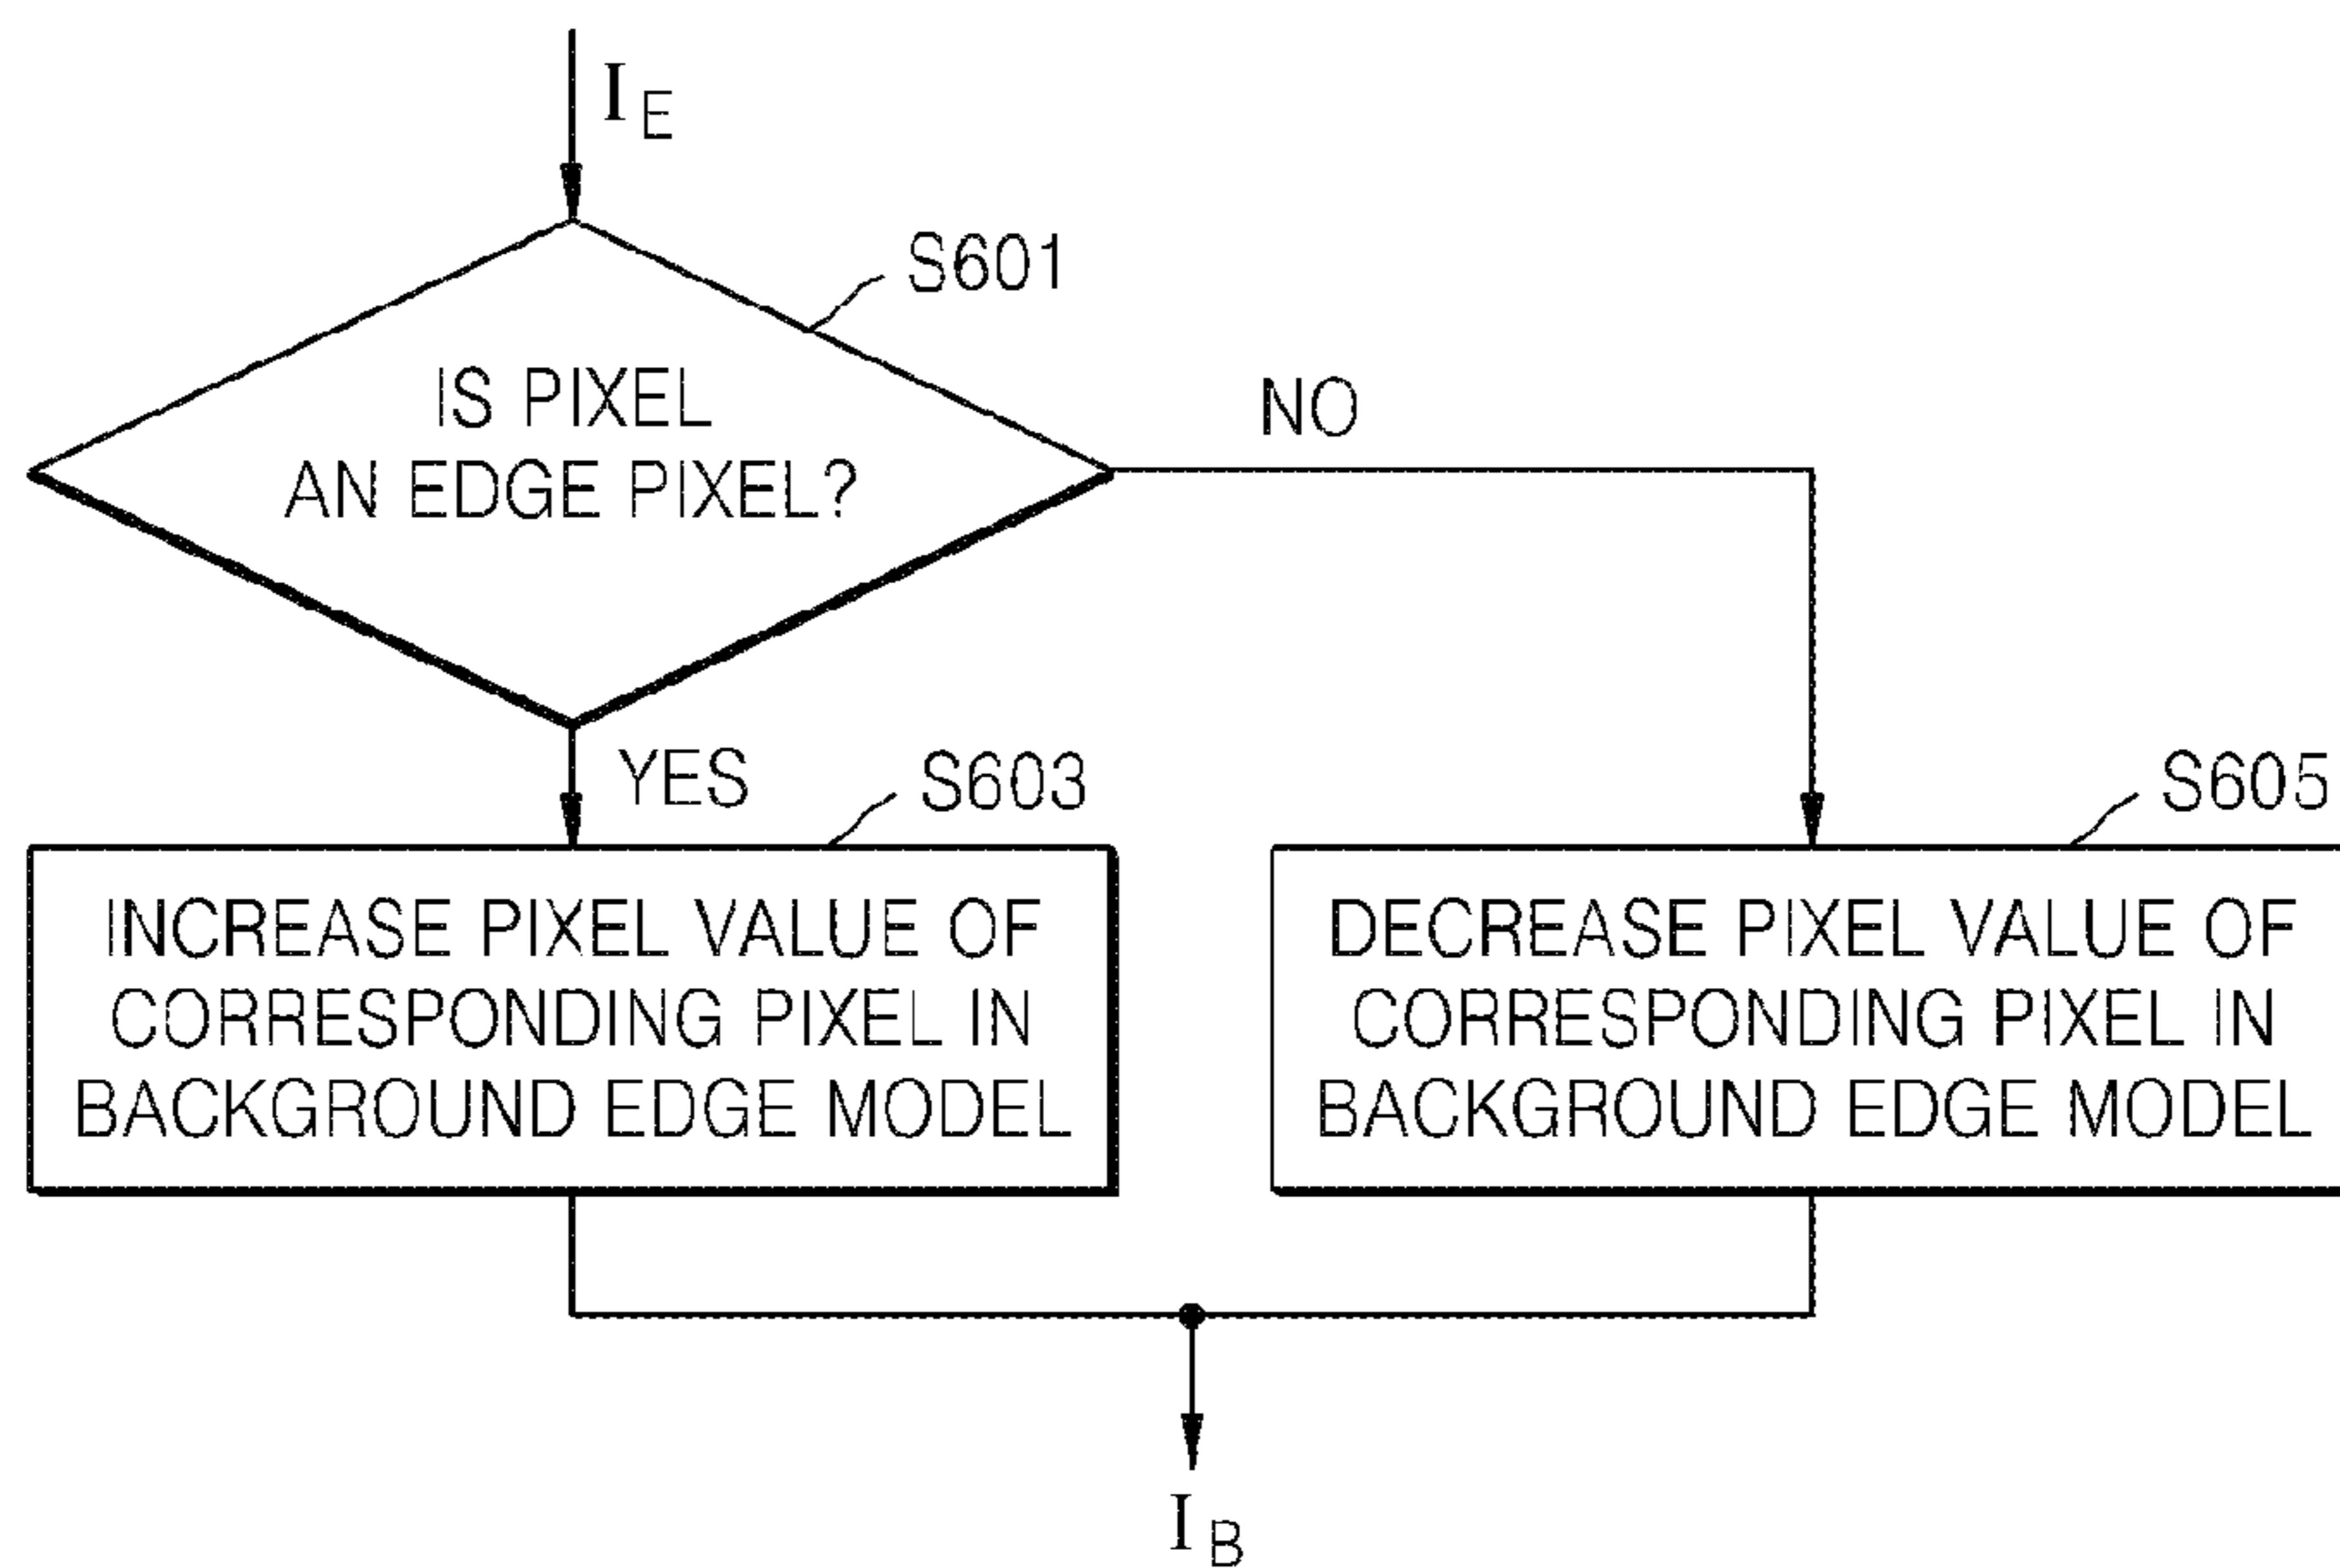 I_E
S601
IS PIXEL
AN EDGE PIXEL?
NO
YES
S603
S605
INCREASE PIXEL VALUE OF
CORRESPONDING PIXEL IN
BACKGROUND EDGE MODEL
DECREASE PIXEL VALUE OF
CORRESPONDING PIXEL IN
BACKGROUND EDGE MODEL
I_B